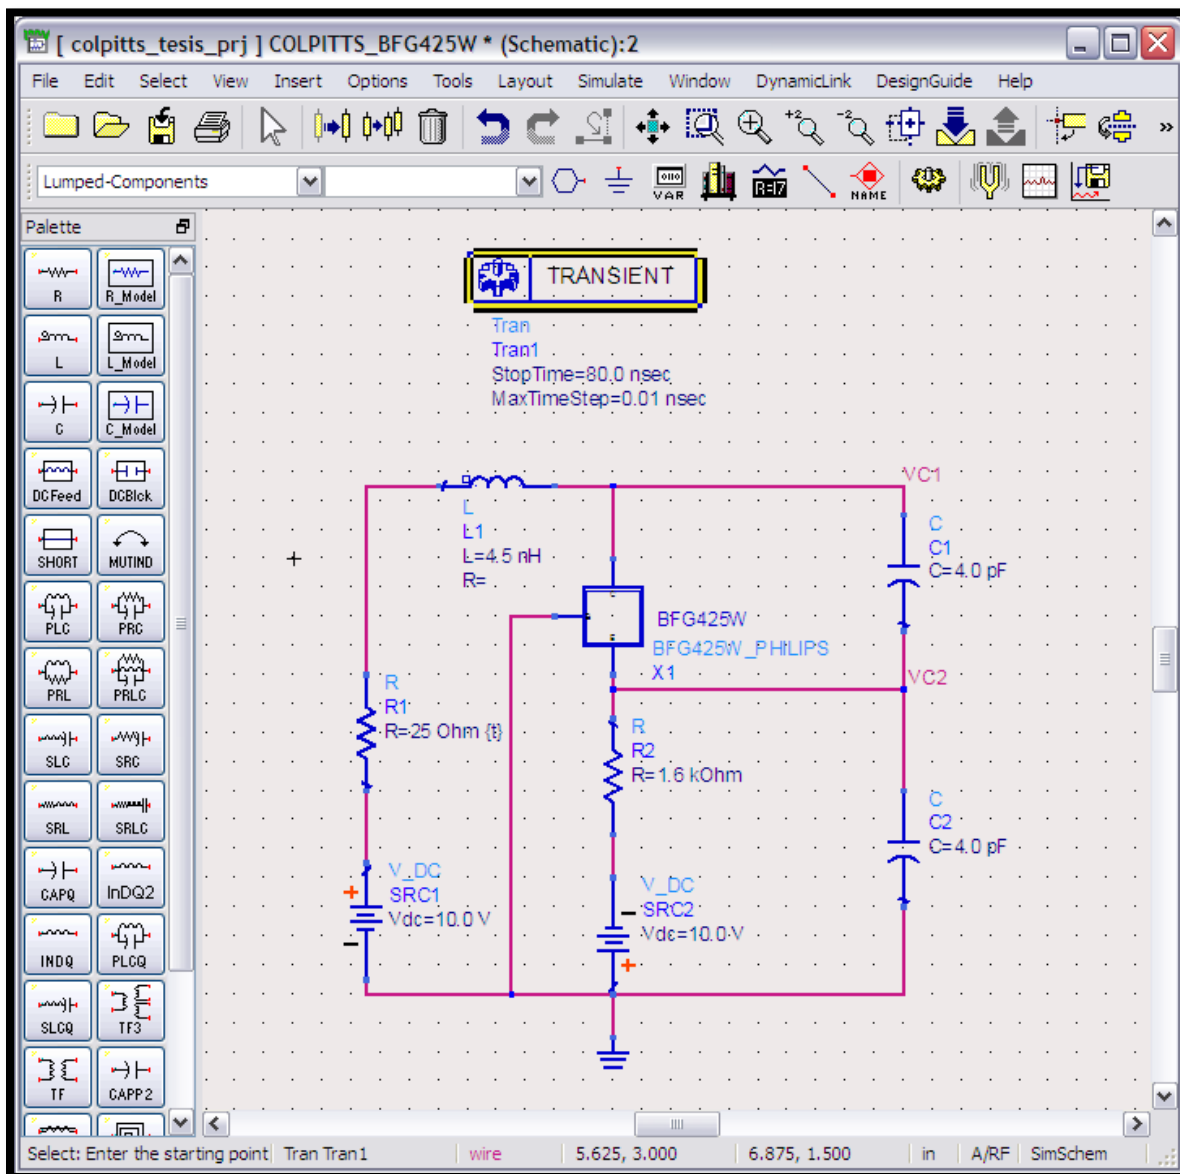 [ colpitts_tesis_prj ] COLPITTS_BFG425W * (Schematic):2
File Edit Select View Insert Options Tools Layout Simulate Window DynamicLink DesignGuide Help
+2 -2 »
Lumped-Components VAR R=17 NAME
Palette
R R_Model
L L_Model
C C_Model
DCFeed DCBlck
SHORT MUTIND
PLC PRC
PRL PRLC
SLC SRC
SRL SRLC
CAPQ InDQ2
INDQ PLCQ
SLCQ TF3
TF CAPP2
TRANSIENT
Tran
Tran1
StopTime=80.0 nsec
MaxTimeStep=0.01 nsec
L
L1
L=4.5 nH
R=
VC1
C
C1
C=4.0 pF
BFG425W
BFG425W_PHILIPS
X1
VC2
R
R1
R=25 Ohm {t}
R
R2
R=1.6 kOhm
C
C2
C=4.0 pF
V_DC
SRC1
Vdc=10.0 V
V_DC
SRC2
Vdc=10.0 V
Select: Enter the starting point Tran Tran1 wire 5.625, 3.000 6.875, 1.500 in A/RF SimSchem